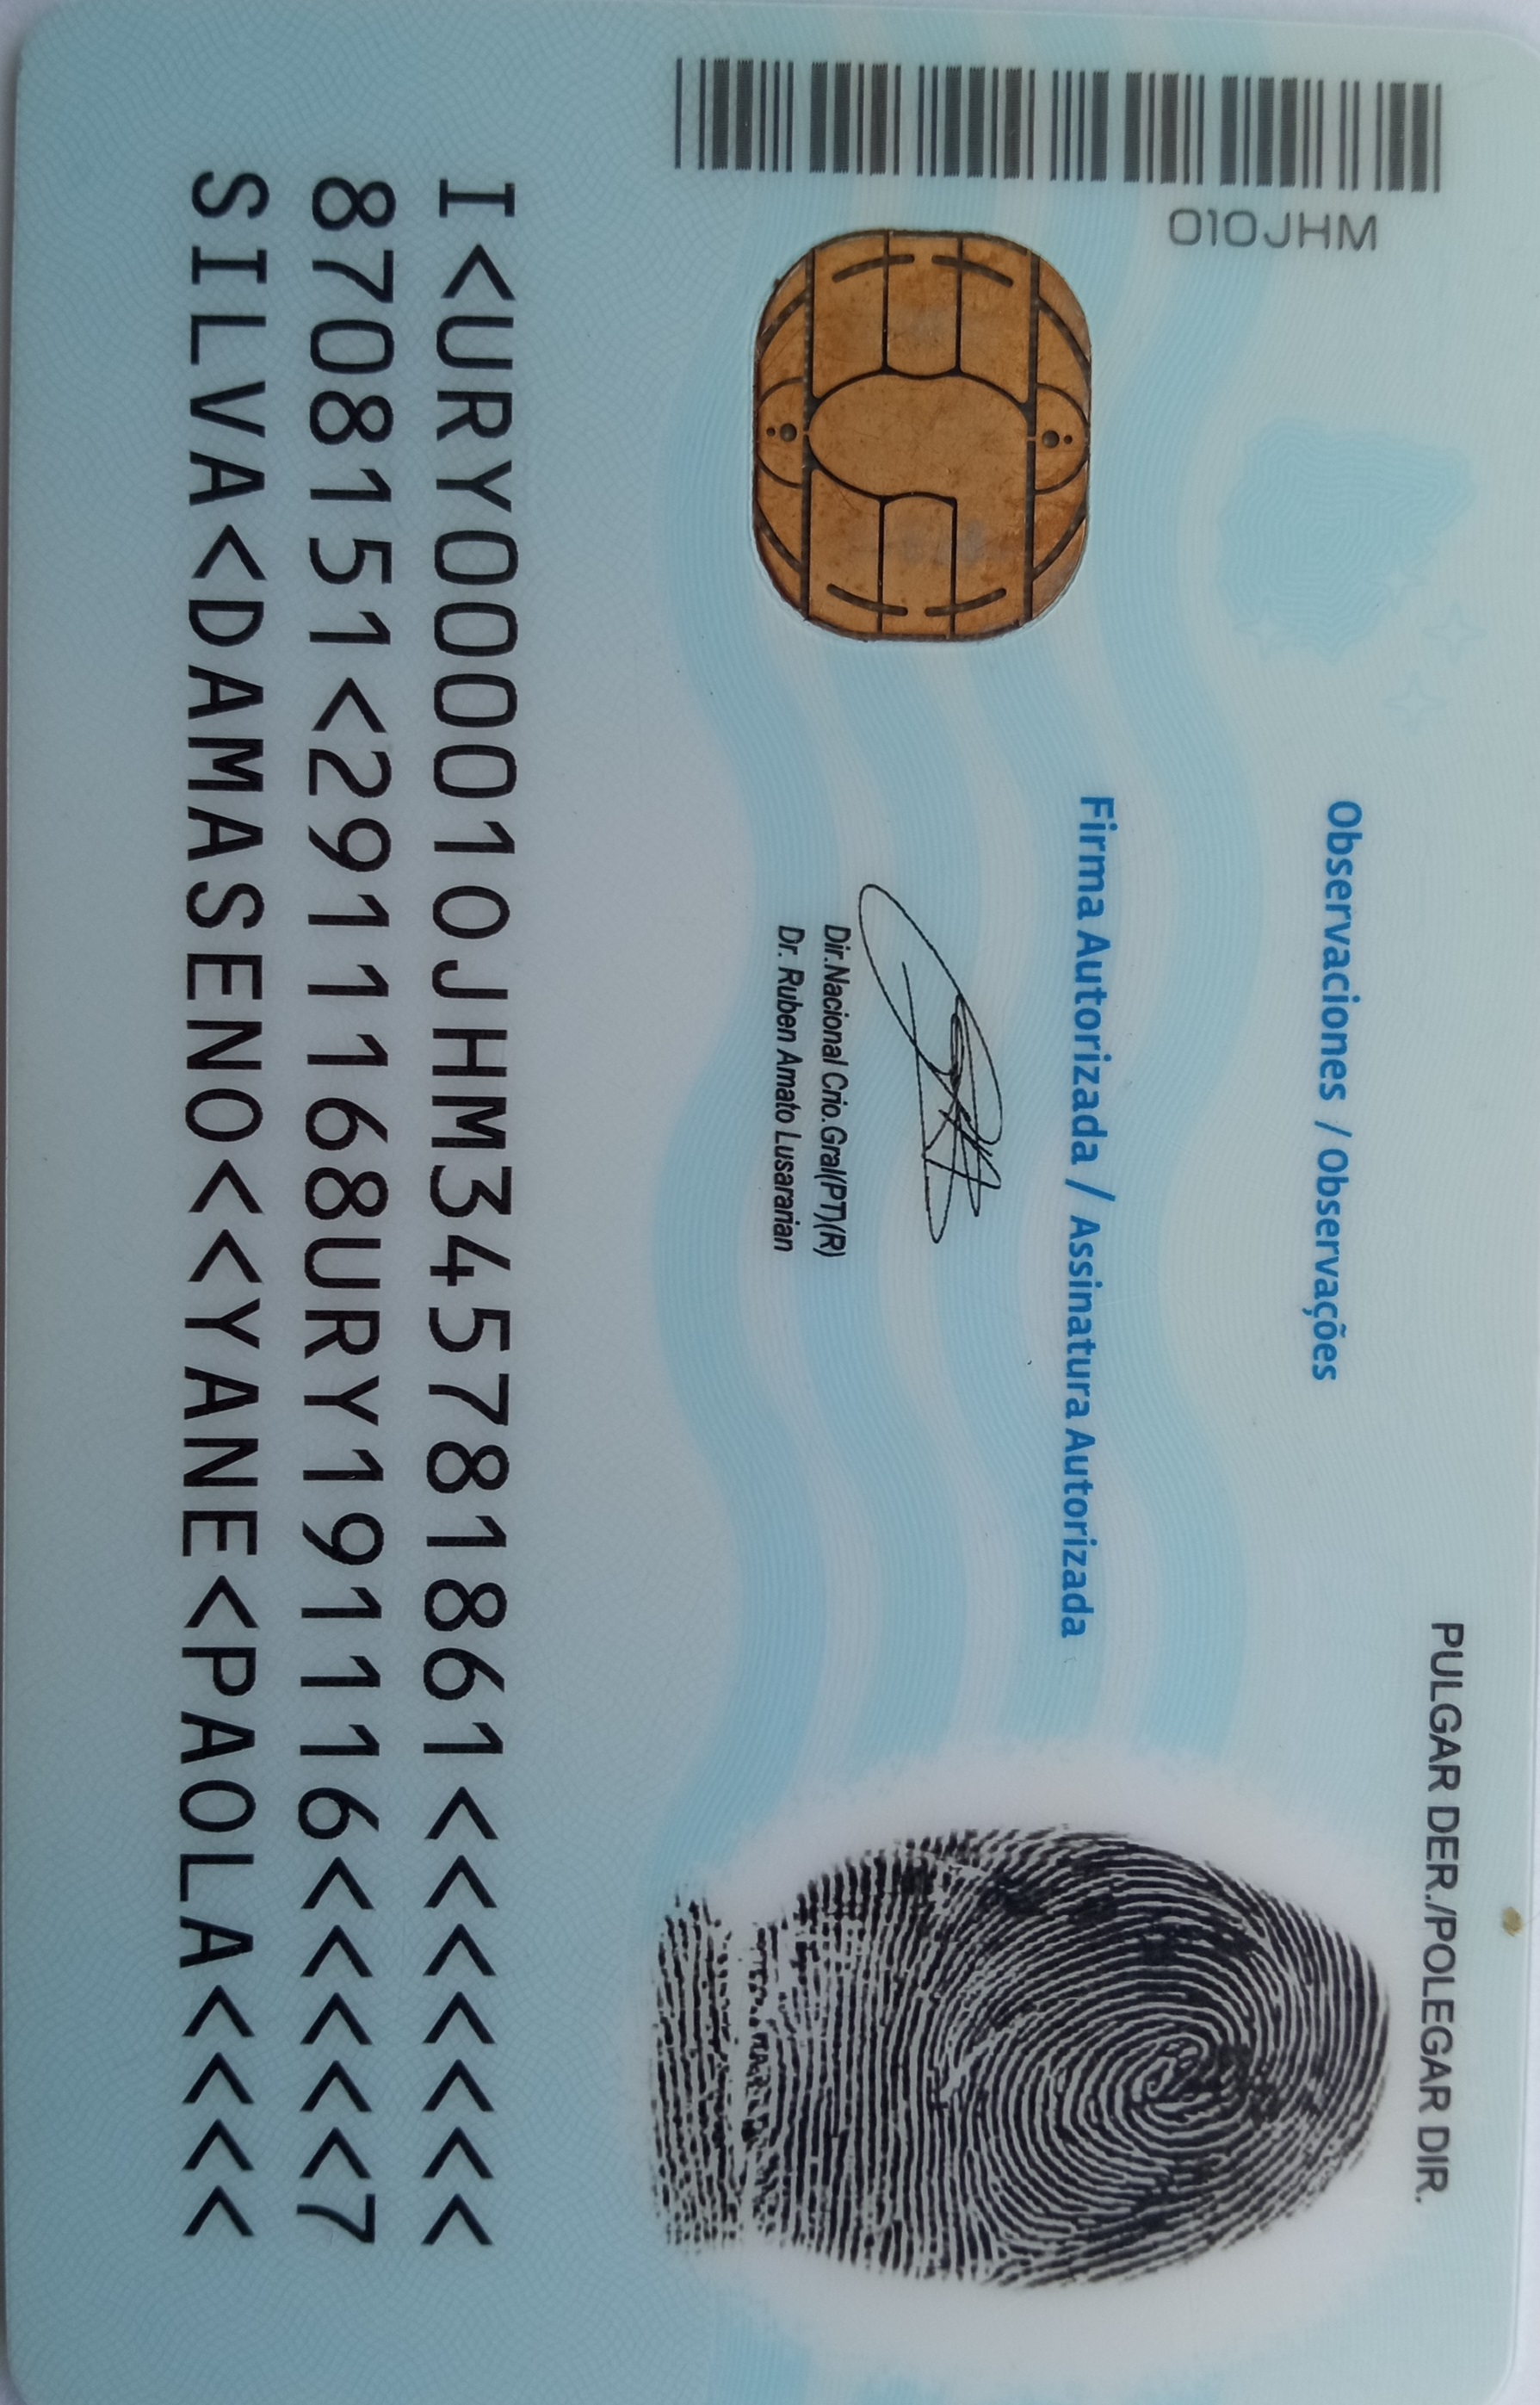 PULGAR DER./POLEGAR DIR.
010JHM
Observaciones / Observações
Firma Autorizada / Assinatura Autorizada
Dir.Nacional Crio.Gral(PT)(R)
Dr. Ruben Amato Lusararian
I<URY000010JHM345781861<<<<<<<
8708151<2911168URY191116<<<<<7
SILVA<DAMASENO<<YANE<PAOLA<<<<